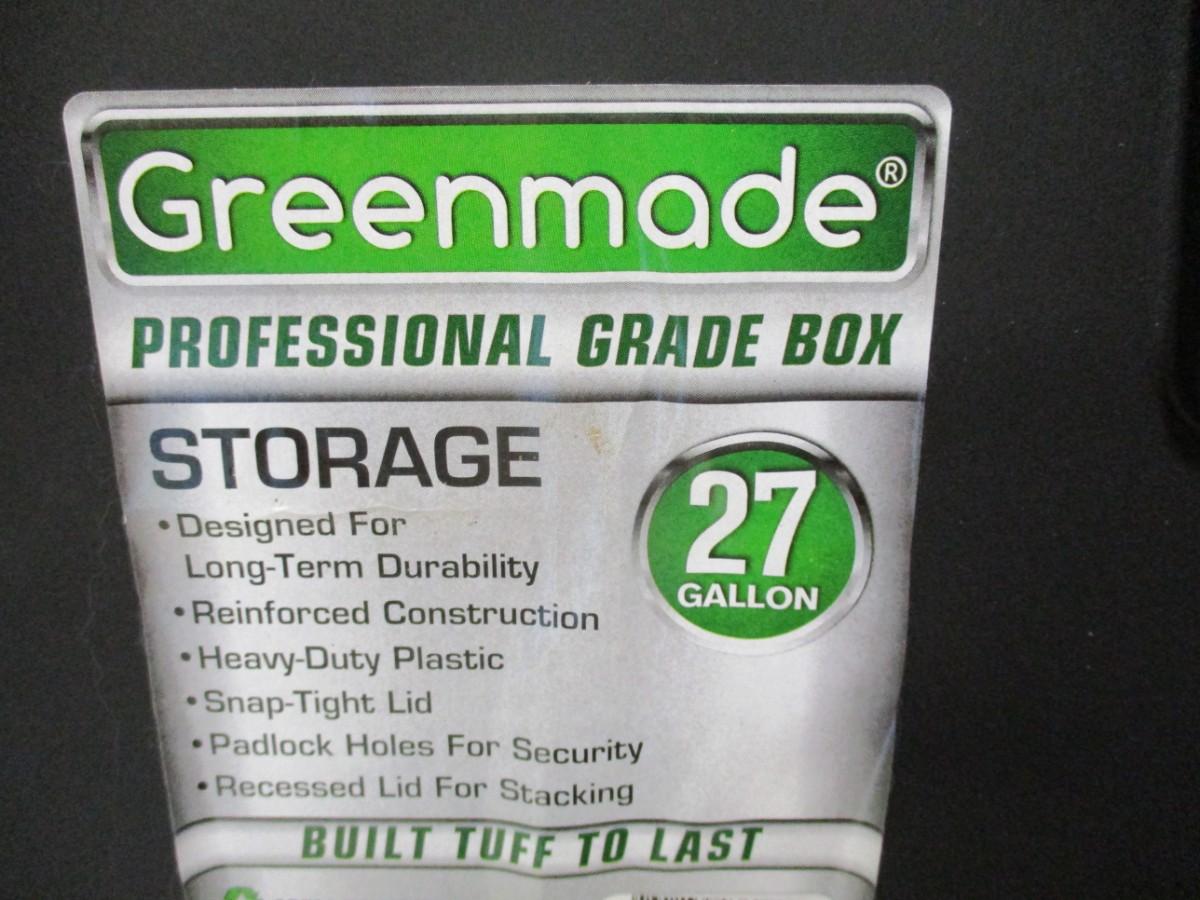 Greenmade®
PROFESSIONAL GRADE BOX
STORAGE
• Designed For
Long-Term Durability
• Reinforced Construction
• Heavy-Duty Plastic
• Snap-Tight Lid
• Padlock Holes For Security
• Recessed Lid For Stacking
27
GALLON
BUILT TUFF TO LAST